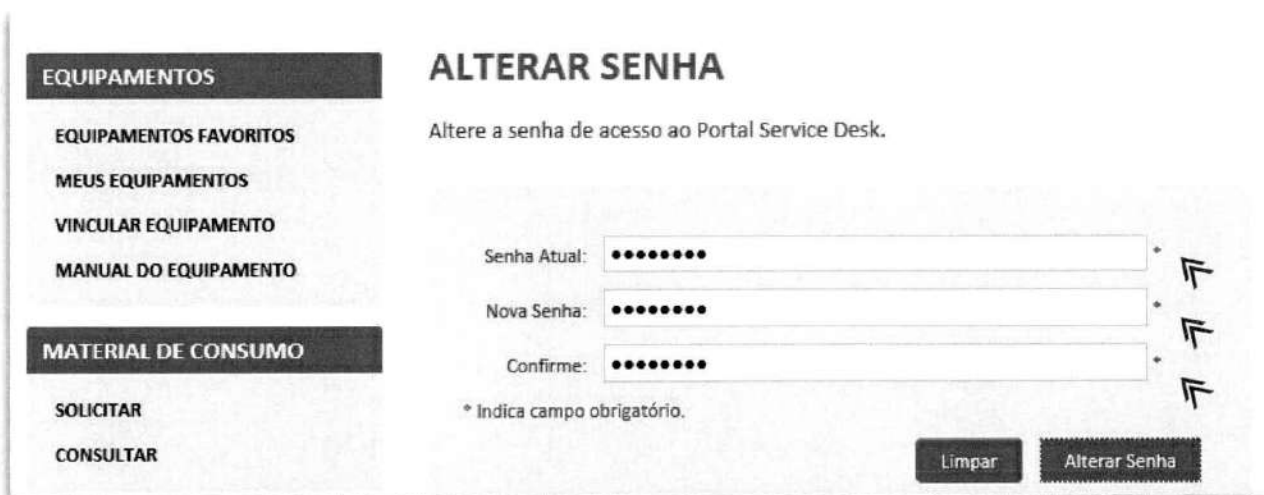 EQUIPAMENTOS
EQUIPAMENTOS FAVORITOS
MEUS EQUIPAMENTOS
VINCULAR EQUIPAMENTO
MANUAL DO EQUIPAMENTO
MATERIAL DE CONSUMO
SOLICITAR
CONSULTAR
ALTERAR SENHA
Altere a senha de acesso ao Portal Service Desk.
Senha Atual: •••••••• *
Nova Senha: •••••••• *
Confirme: •••••••• *
* Indica campo obrigatório.
Limpar Alterar Senha